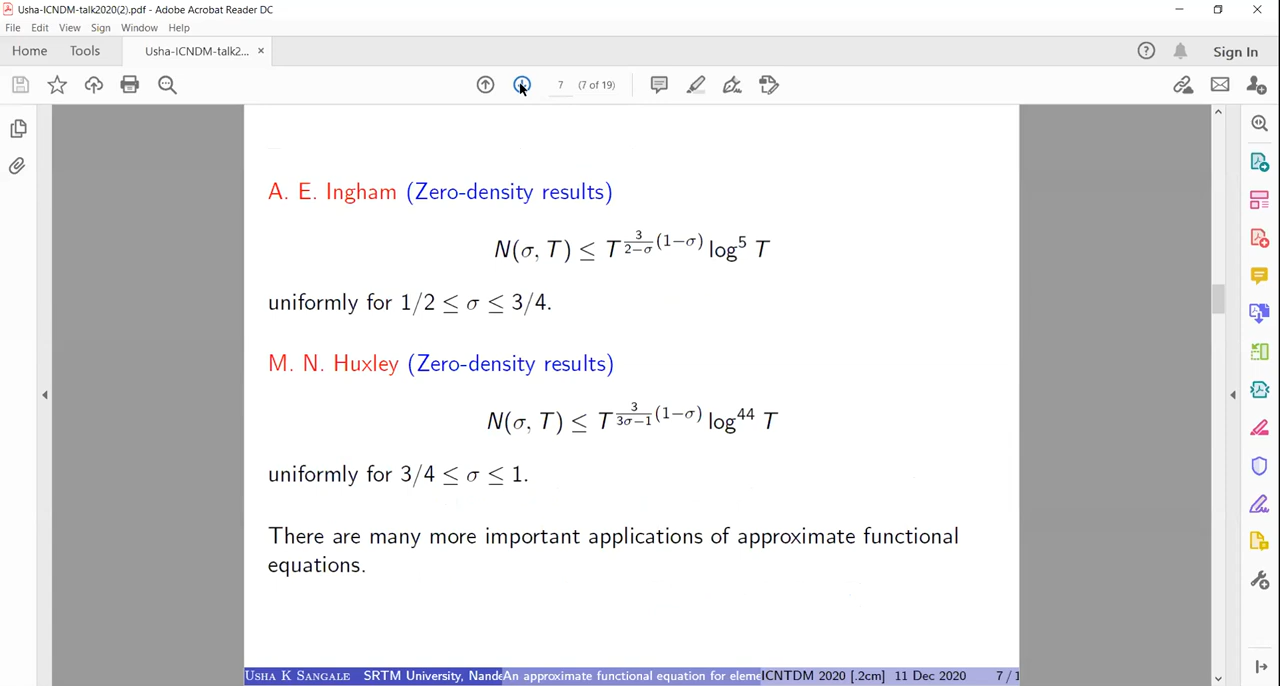 Usha-ICNDM-talk2020(2).pdf - Adobe Acrobat Reader DC
File Edit View Sign Window Help
Home Tools Usha-ICNDM-talk2... × Sign In
7 (7 of 19)
A. E. Ingham (Zero-density results)
N(σ, T) ≤ T^{\frac{3}{2−σ}(1−σ)} log^5 T
uniformly for 1/2 ≤ σ ≤ 3/4.
M. N. Huxley (Zero-density results)
N(σ, T) ≤ T^{\frac{3}{3σ−1}(1−σ)} log^{44} T
uniformly for 3/4 ≤ σ ≤ 1.
There are many more important applications of approximate functional
equations.
Usha K Sangale SRTM University, Nande An approximate functional equation for eleme ICNTDM 2020 [.2cm] 11 Dec 2020 7 / 1